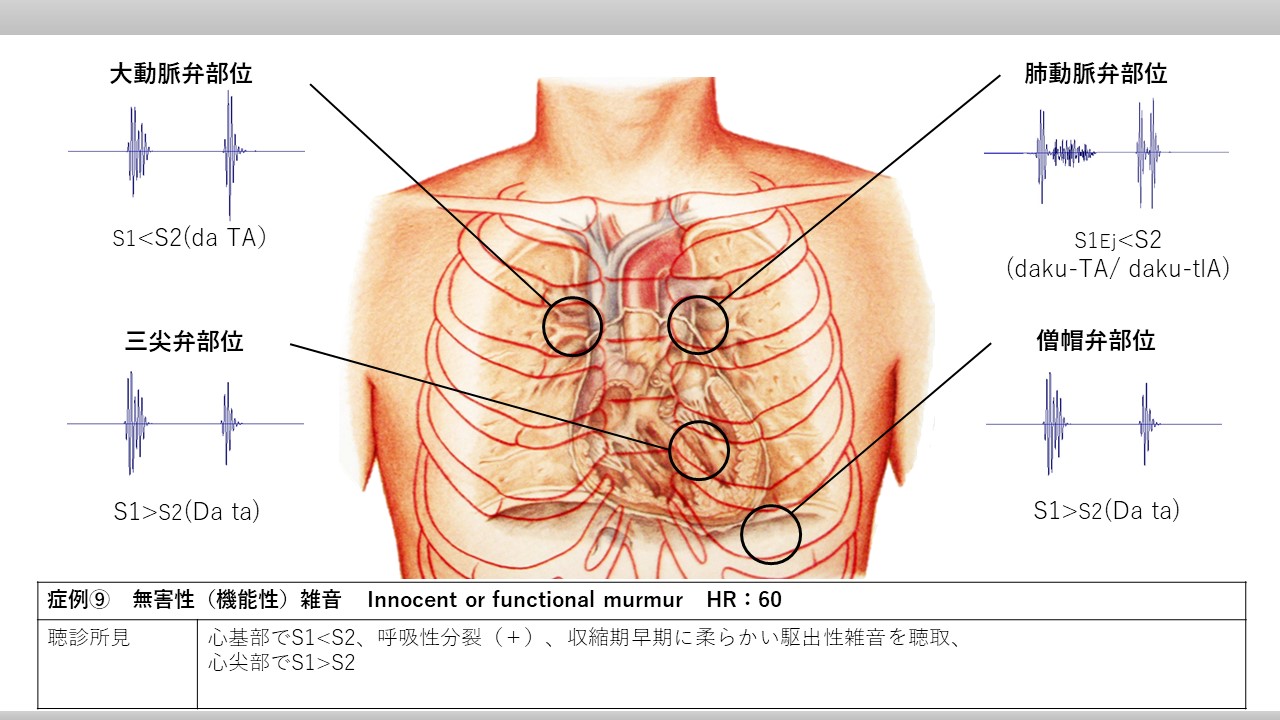 大動脈弁部位
S1<S2(da TA)
肺動脈弁部位
S1Ej<S2
(daku-TA/ daku-tlA)
三尖弁部位
S1>S2(Da ta)
僧帽弁部位
S1>S2(Da ta)
症例⑨　無害性（機能性）雑音　Innocent or functional murmur　HR：60
聴診所見
心基部でS1<S2、呼吸性分裂（＋）、収縮期早期に柔らかい駆出性雑音を聴取、
心尖部でS1>S2